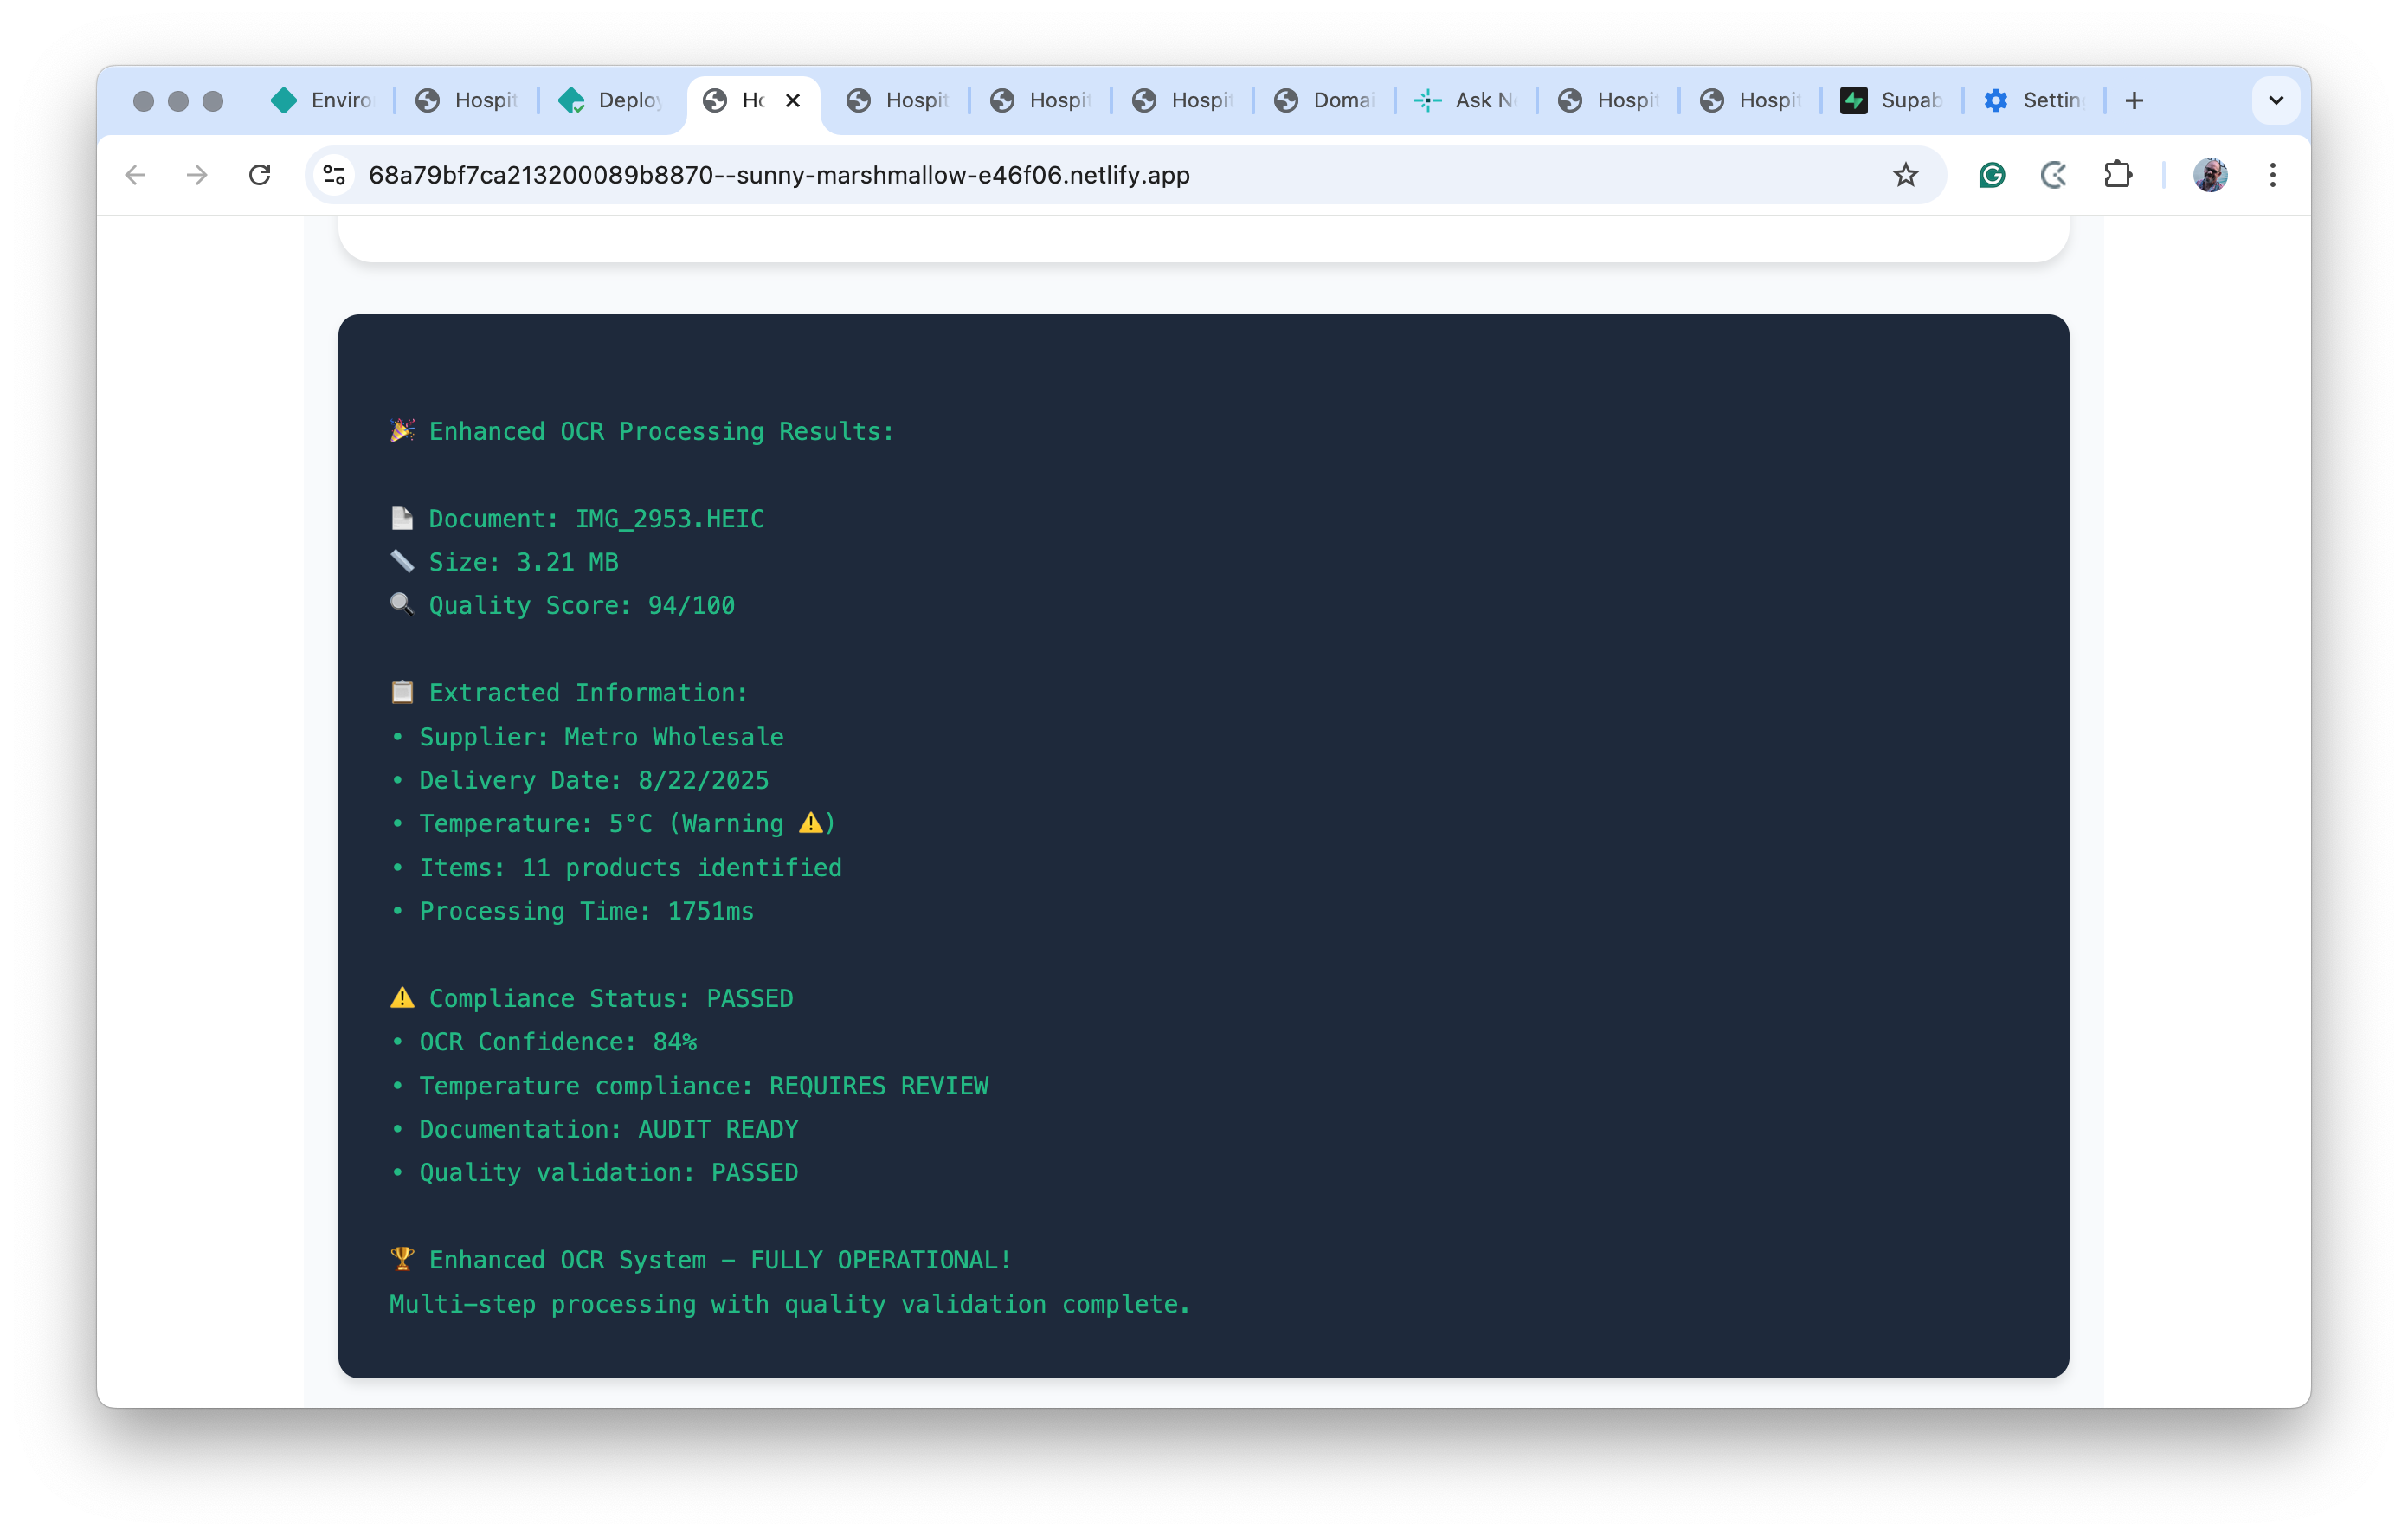 Enviro
Hospit
Deploy
Ho
Hospit
Hospit
Hospit
Domai
Ask Ne
Hospit
Hospit
Supab
Setting
68a79bf7ca213200089b8870--sunny-marshmallow-e46f06.netlify.app
🎉 Enhanced OCR Processing Results:
📄 Document: IMG_2953.HEIC
📏 Size: 3.21 MB
🔍 Quality Score: 94/100
📋 Extracted Information:
• Supplier: Metro Wholesale
• Delivery Date: 8/22/2025
• Temperature: 5°C (Warning ⚠️)
• Items: 11 products identified
• Processing Time: 1751ms
⚠️ Compliance Status: PASSED
• OCR Confidence: 84%
• Temperature compliance: REQUIRES REVIEW
• Documentation: AUDIT READY
• Quality validation: PASSED
🏆 Enhanced OCR System – FULLY OPERATIONAL!
Multi-step processing with quality validation complete.